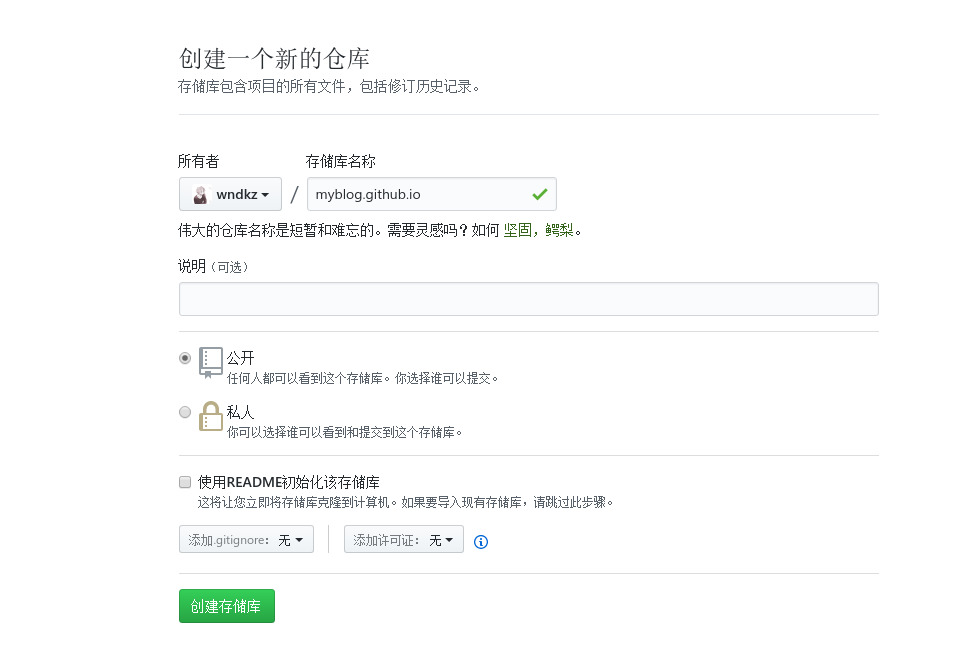 创建一个新的仓库
存储库包含项目的所有文件，包括修订历史记录。
所有者
存储库名称
wndkz / myblog.github.io
伟大的仓库名称是短暂和难忘的。需要灵感吗？如何 坚固，鳄梨。
说明（可选）
公开
任何人都可以看到这个存储库。你选择谁可以提交。
私人
你可以选择谁可以看到和提交到这个存储库。
使用README初始化该存储库
这将让您立即将存储库克隆到计算机。如果要导入现有存储库，请跳过此步骤。
添加.gitignore： 无 添加许可证： 无
创建存储库